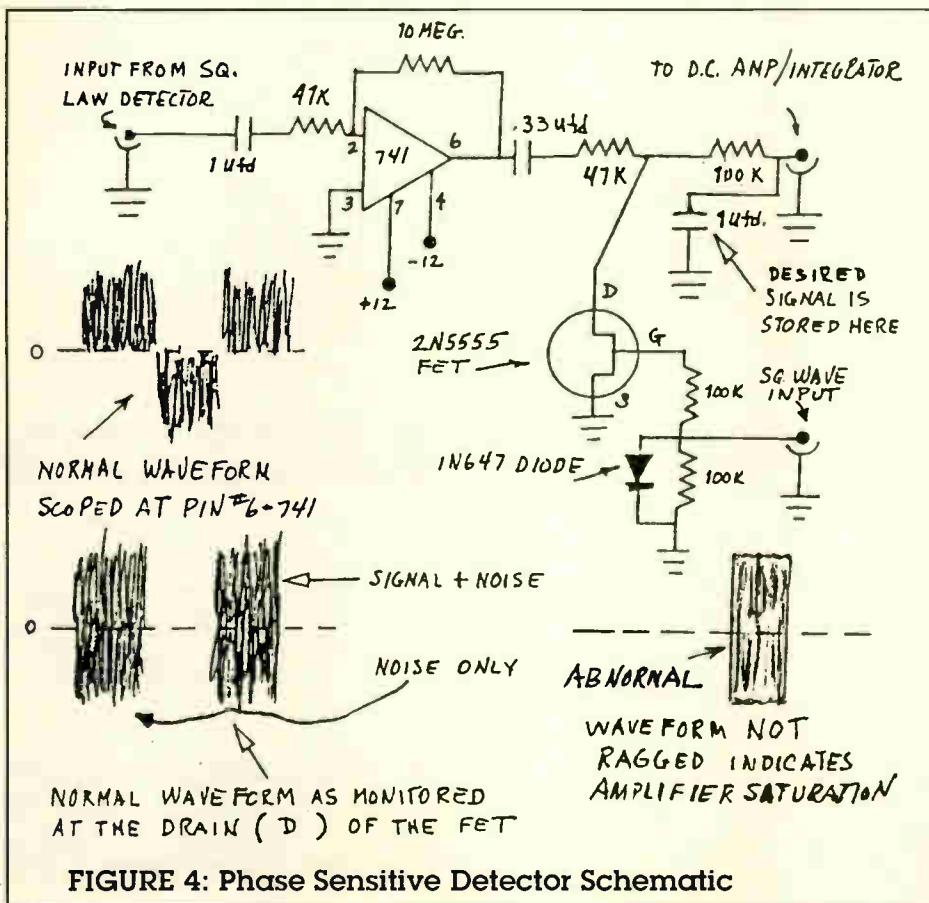 10 MEG.
INPUT FROM SQ.
LAW DETECTOR
TO D.C. AMP/INTEGRATOR
47K
.33 ufd
1 ufd
2
741
6
47K
100K
3
7
4
-12
+12
1 ufd.
DESIRED
SIGNAL IS
STORED HERE
D
G
S
2N5555
FET
100K
SQ. WAVE
INPUT
1N647 DIODE
100K
0
NORMAL WAVEFORM
SCOPED AT PIN #6-741
0
SIGNAL + NOISE
NOISE ONLY
NORMAL WAVEFORM AS MONITORED
AT THE DRAIN (D) OF THE FET
ABNORMAL
WAVEFORM NOT
RAGGED INDICATES
AMPLIFIER SATURATION
FIGURE 4: Phase Sensitive Detector Schematic